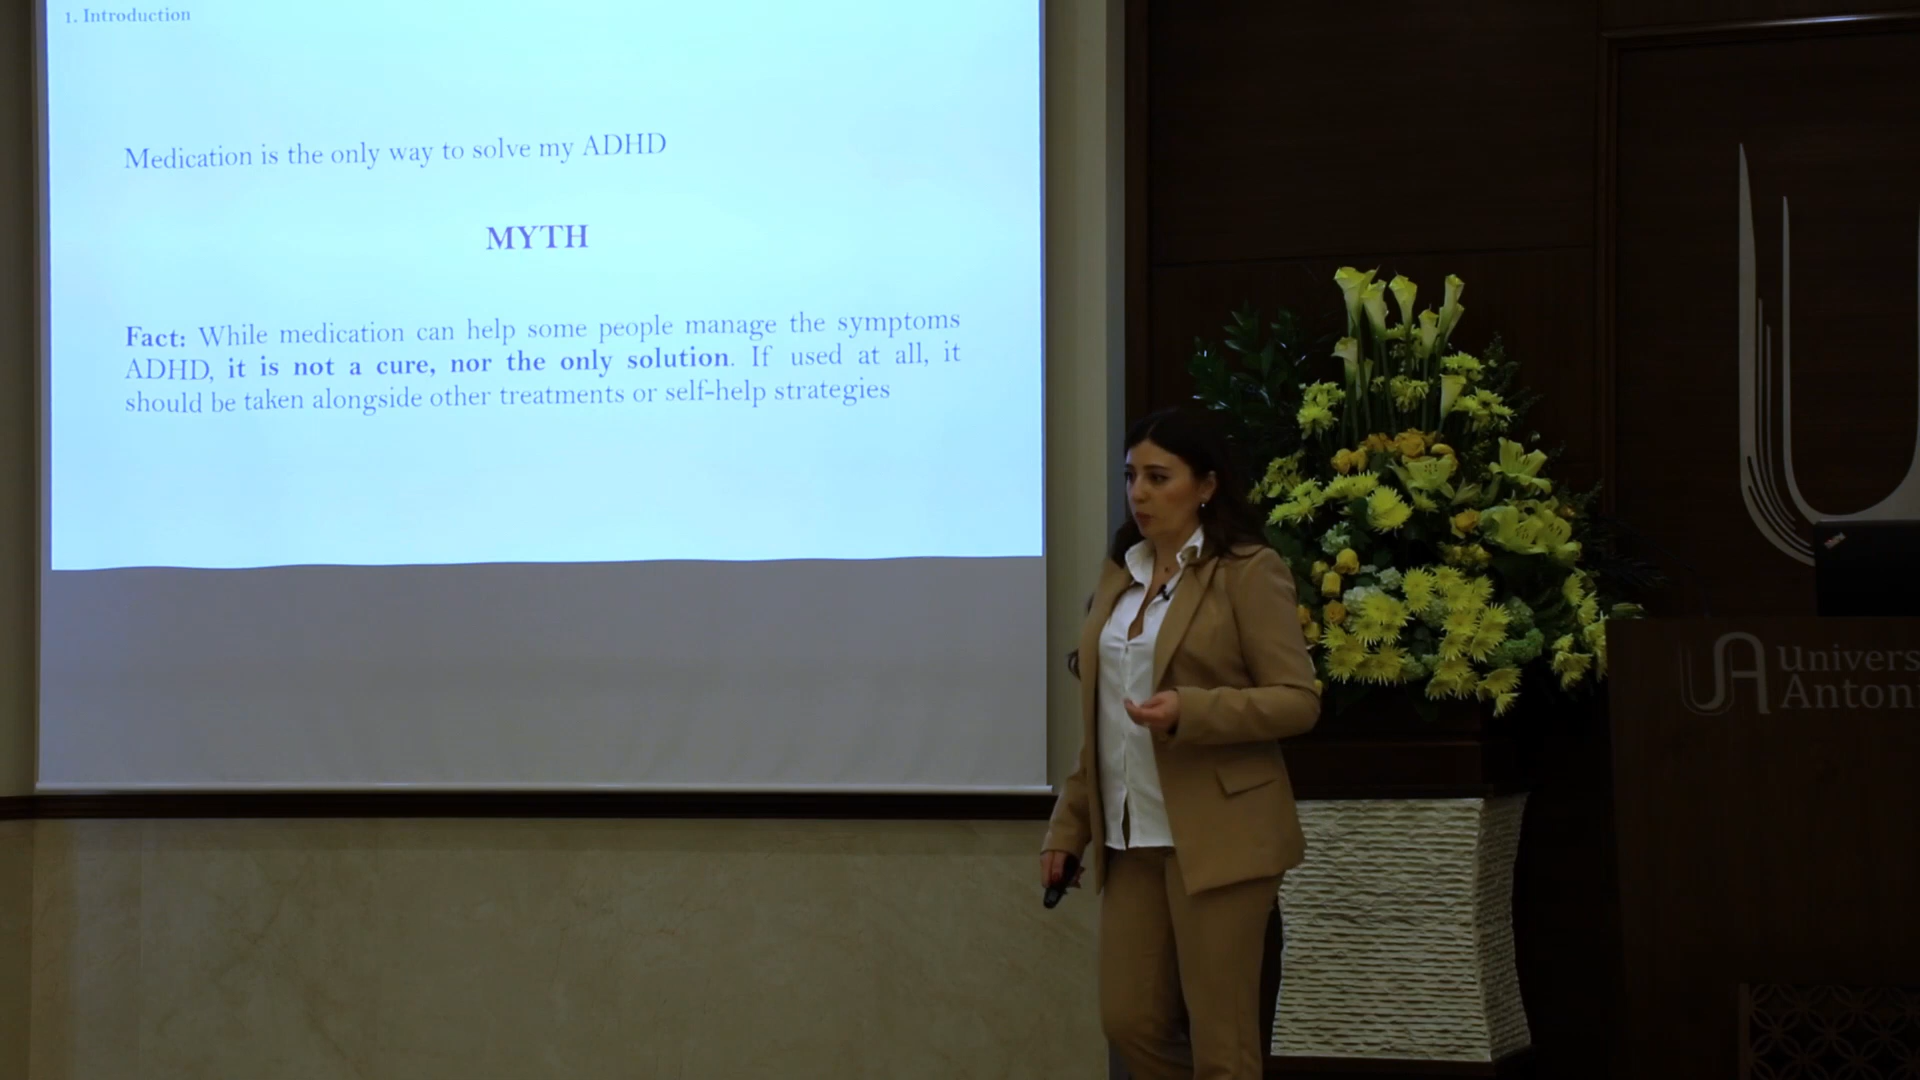 1. Introduction
Medication is the only way to solve my ADHD
MYTH
Fact: While medication can help some people manage the symptoms
ADHD, it is not a cure, nor the only solution. If used at all, it
should be taken alongside other treatments or self-help strategies
UA
Univers
Anton